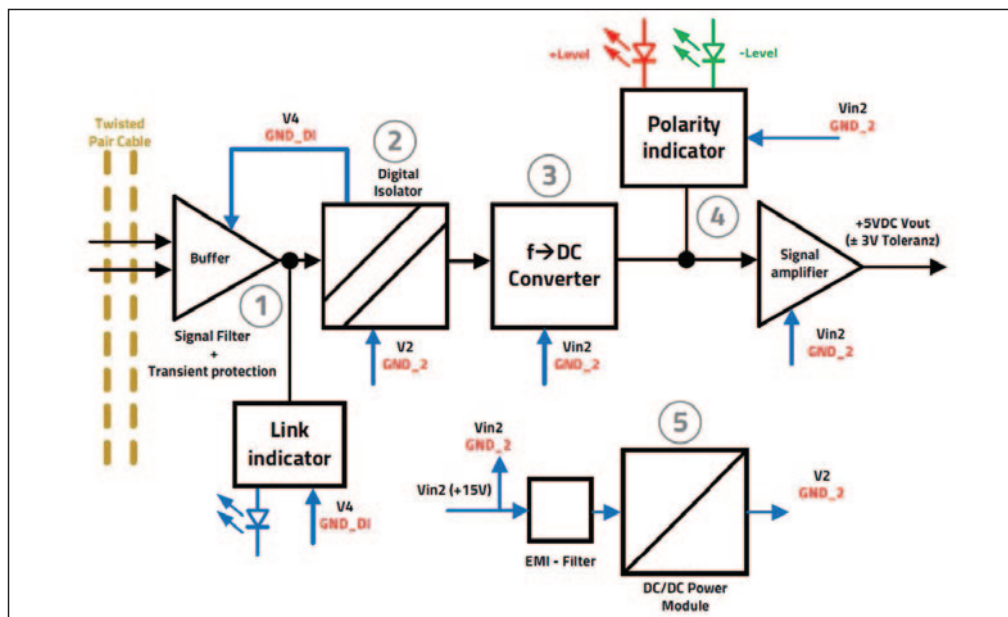 +Level
-Level
Twisted
Pair Cable
V4
GND_DI
2
Digital
Isolator
3
Polarity
indicator
Vin2
GND_2
4
Buffer
1
Signal Filter
+
Transient protection
f→DC
Converter
Signal
amplifier
+5VDC Vout
(± 3V Toleranz)
V2
GND_2
Vin2
GND_2
Vin2
GND_2
Link
indicator
V4
GND_DI
Vin2
GND_2
Vin2 (+15V)
EMI - Filter
5
DC/DC Power
Module
V2
GND_2